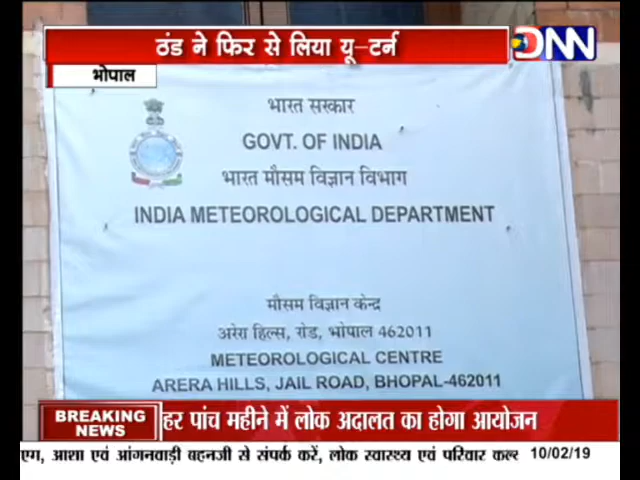 ठंड ने फिर से लिया यू-टर्न
DNN
भोपाल
भारत सरकार
GOVT. OF INDIA
भारत मौसम विज्ञान विभाग
INDIA METEOROLOGICAL DEPARTMENT
मौसम विज्ञान केन्द्र
अरेरा हिल्स, रोड, भोपाल 462011
METEOROLOGICAL CENTRE
ARERA HILLS, JAIL ROAD, BHOPAL-462011
BREAKING NEWS
हर पांच महीने में लोक अदालत का होगा आयोजन
एम, आशा एवं आंगनवाड़ी बहनजी से संपर्क करें, लोक स्वास्थ्य एवं परिवार कल्
10/02/19